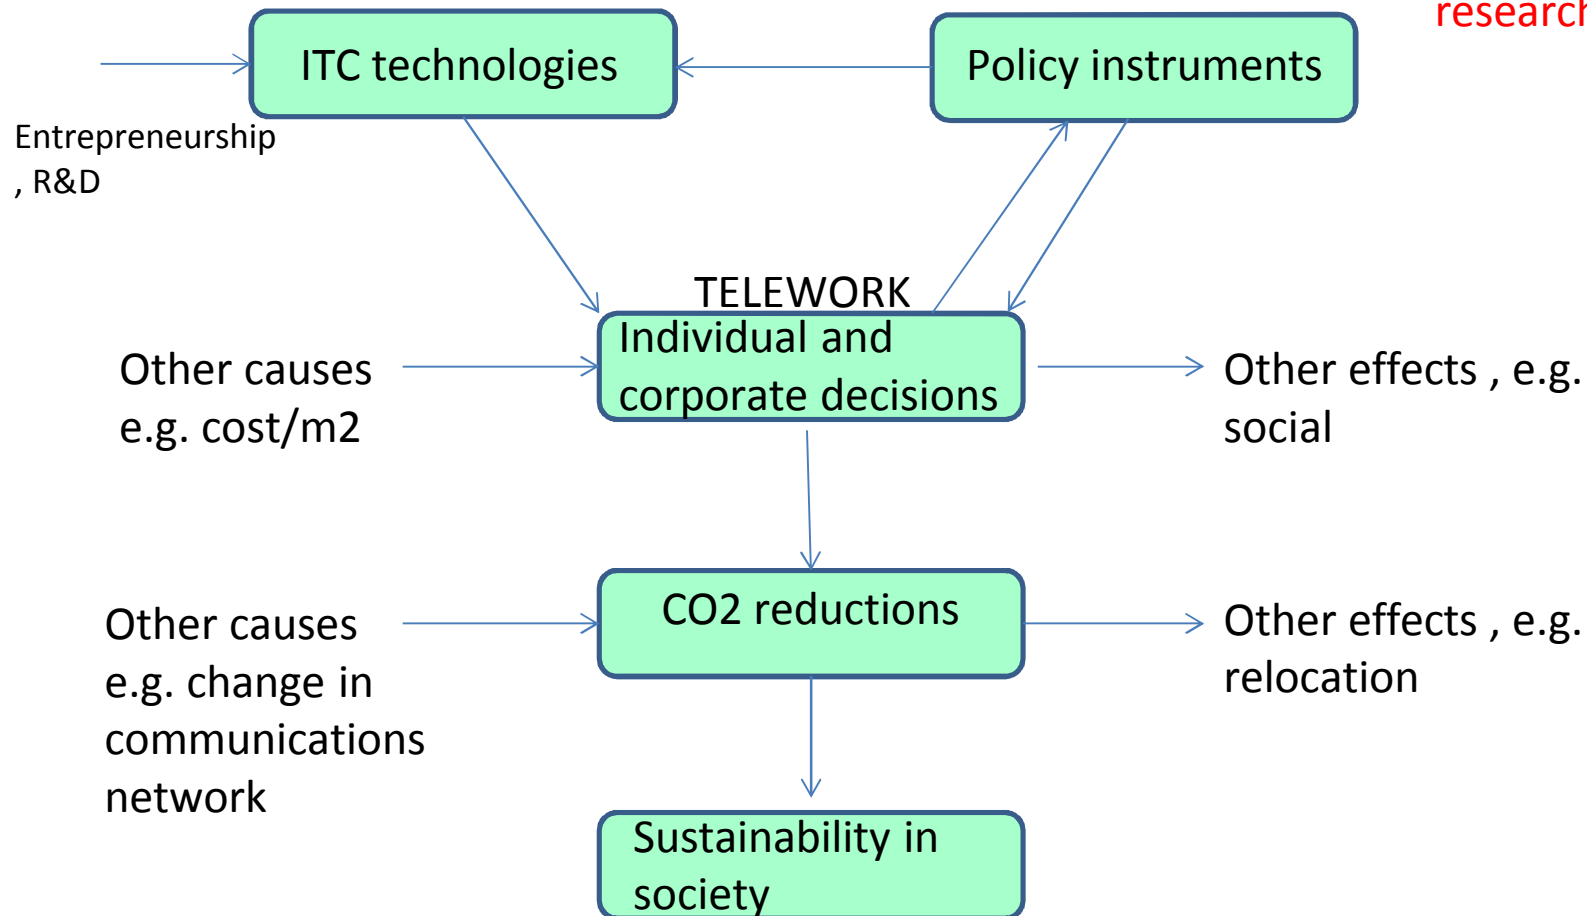 research
ITC technologies
Policy instruments
Entrepreneurship
, R&D
TELEWORK
Individual and
corporate decisions
Other causes
e.g. cost/m2
Other effects , e.g.
social
CO2 reductions
Other causes
e.g. change in
communications
network
Other effects , e.g.
relocation
Sustainability in
society